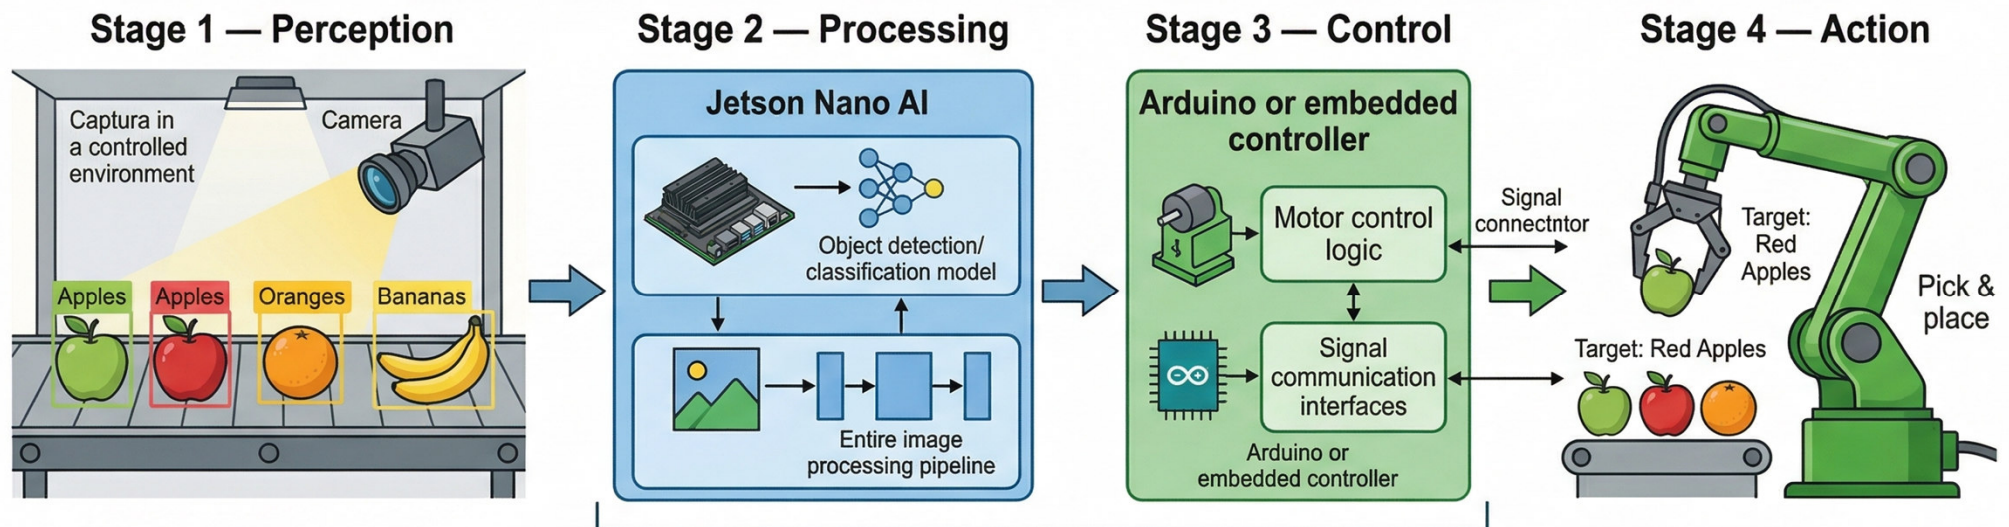 Stage 1 — Perception
Captura in
a controlled
environment
Camera
Apples
Apples
Oranges
Bananas
Stage 2 — Processing
Jetson Nano AI
Object detection/
classification model
Entire image
processing pipeline
Stage 3 — Control
Arduino or embedded
controller
Motor control
logic
Signal
communication
interfaces
Arduino or
embedded controller
Signal
connectntor
Stage 4 — Action
Target:
Red
Apples
Pick &
place
Target: Red Apples